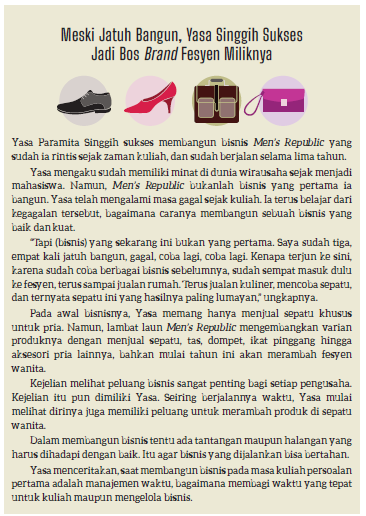 Meski Jatuh Bangun, Yasa Singgih Sukses
Jadi Bos Brand Fesyen Miliknya
Yasa Paramita Singgih sukses membangun bisnis Men's Republic yang
sudah ia rintis sejak zaman kuliah, dan sudah berjalan selama lima tahun.
Yasa mengaku sudah memiliki minat di dunia wirausaha sejak menjadi
mahasiswa. Namun, Men's Republic bukanlah bisnis yang pertama ia
bangun. Yasa telah mengalami masa gagal sejak kuliah. Ia terus belajar dari
kegagalan tersebut, bagaimana caranya membangun sebuah bisnis yang
baik dan kuat.
"Tapi (bisnis) yang sekarang ini bukan yang pertama. Saya sudah tiga,
empat kali jatuh bangun, gagal, coba lagi, coba lagi. Kenapa terjun ke sini,
karena sudah coba berbagai bisnis sebelumnya, sudah sempat masuk dulu
ke fesyen, terus sampai jualan rumah. Terus jualan kuliner, mencoba sepatu,
dan ternyata sepatu ini yang hasilnya paling lumayan," ungkapnya.
Pada awal bisnisnya, Yasa memang hanya menjual sepatu khusus
untuk pria. Namun, lambat laun Men's Republic mengembangkan varian
produknya dengan menjual sepatu, tas, dompet, ikat pinggang hingga
aksesori pria lainnya, bahkan mulai tahun ini akan merambah fesyen
wanita.
Kejelian melihat peluang bisnis sangat penting bagi setiap pengusaha.
Kejelian itu pun dimiliki Yasa. Seiring berjalannya waktu, Yasa mulai
melihat dirinya juga memiliki peluang untuk merambah produk di sepatu
wanita.
Dalam membangun bisnis tentu ada tantangan maupun halangan yang
harus dihadapi dengan baik. Itu agar bisnis yang dijalankan bisa bertahan.
Yasa menceritakan, saat membangun bisnis pada masa kuliah persoalan
pertama adalah manajemen waktu, bagaimana membagi waktu yang tepat
untuk kuliah maupun mengelola bisnis.